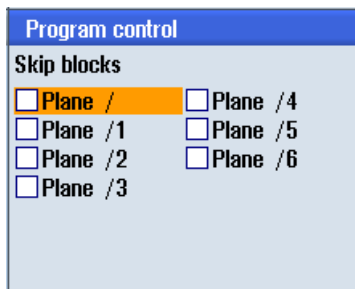 Program control
Skip blocks
Plane /
Plane /1
Plane /2
Plane /3
Plane /4
Plane /5
Plane /6